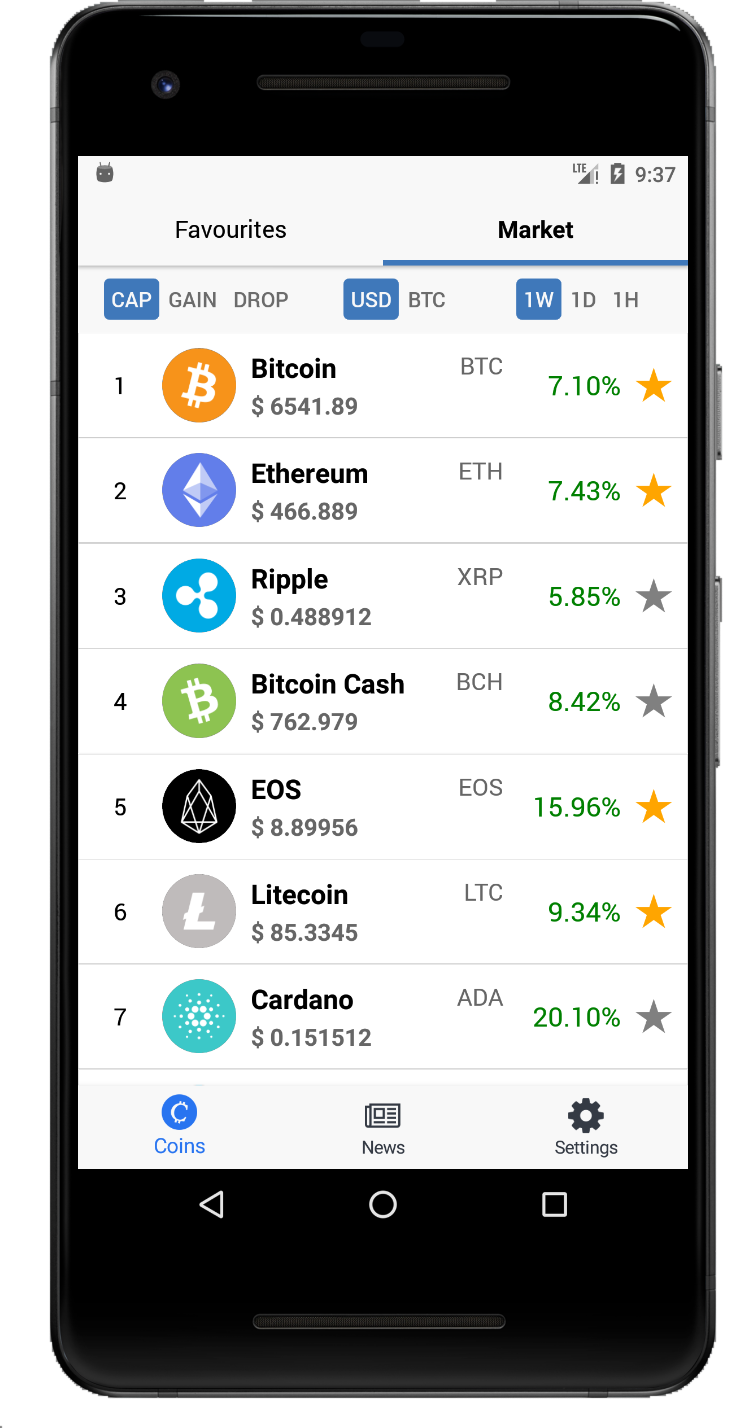 LTE 9:37
Favourites Market
CAP GAIN DROP USD BTC 1W 1D 1H
1 Bitcoin BTC 7.10%
$ 6541.89
2 Ethereum ETH 7.43%
$ 466.889
3 Ripple XRP 5.85%
$ 0.488912
4 Bitcoin Cash BCH 8.42%
$ 762.979
5 EOS EOS 15.96%
$ 8.89956
6 Litecoin LTC 9.34%
$ 85.3345
7 Cardano ADA 20.10%
$ 0.151512
Coins News Settings